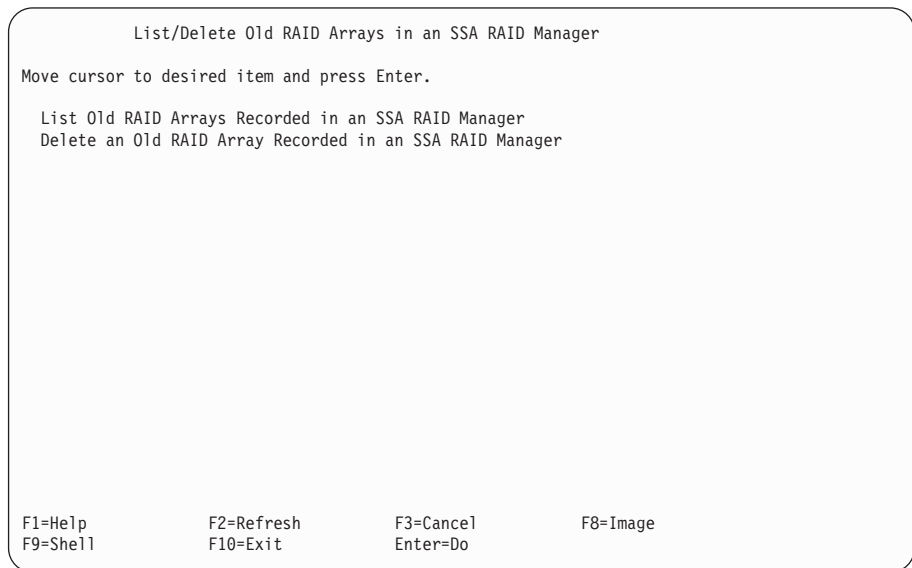 List/Delete Old RAID Arrays in an SSA RAID Manager
Move cursor to desired item and press Enter.
List Old RAID Arrays Recorded in an SSA RAID Manager
Delete an Old RAID Array Recorded in an SSA RAID Manager
F1=Help F2=Refresh F3=Cancel F8=Image
F9=Shell F10=Exit Enter=Do